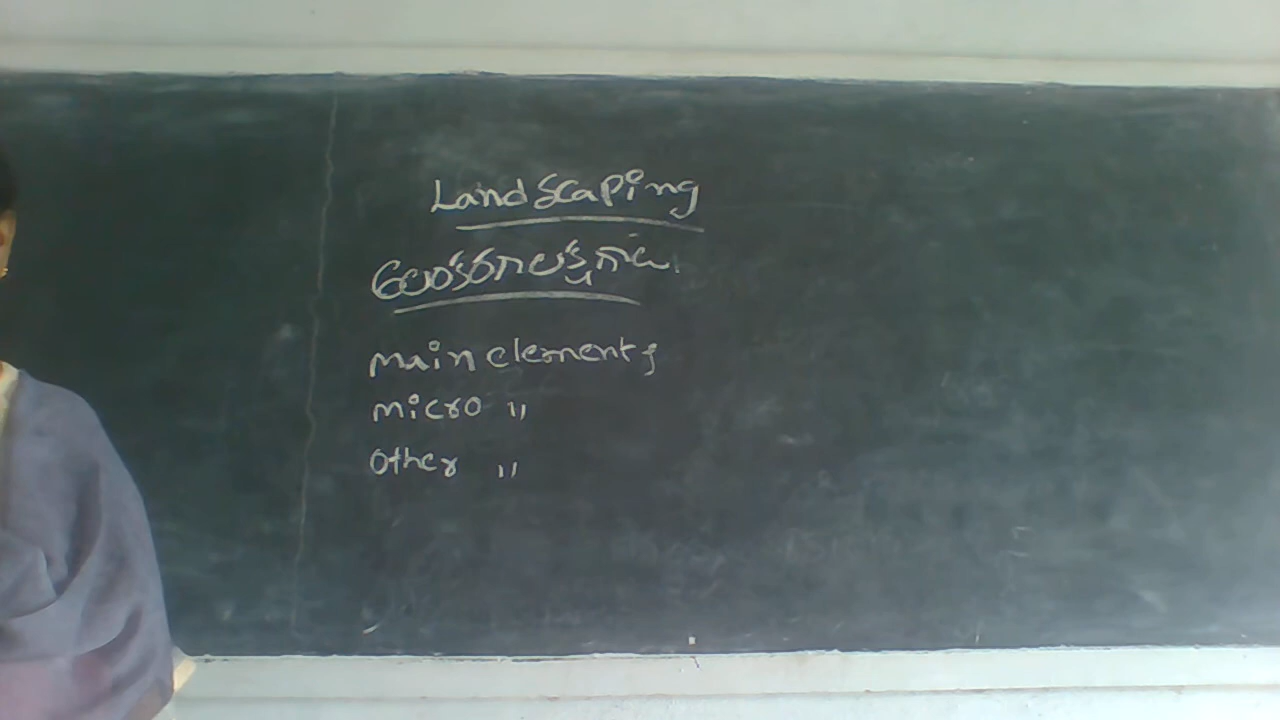 Landscaping
main elements
micro "
other "